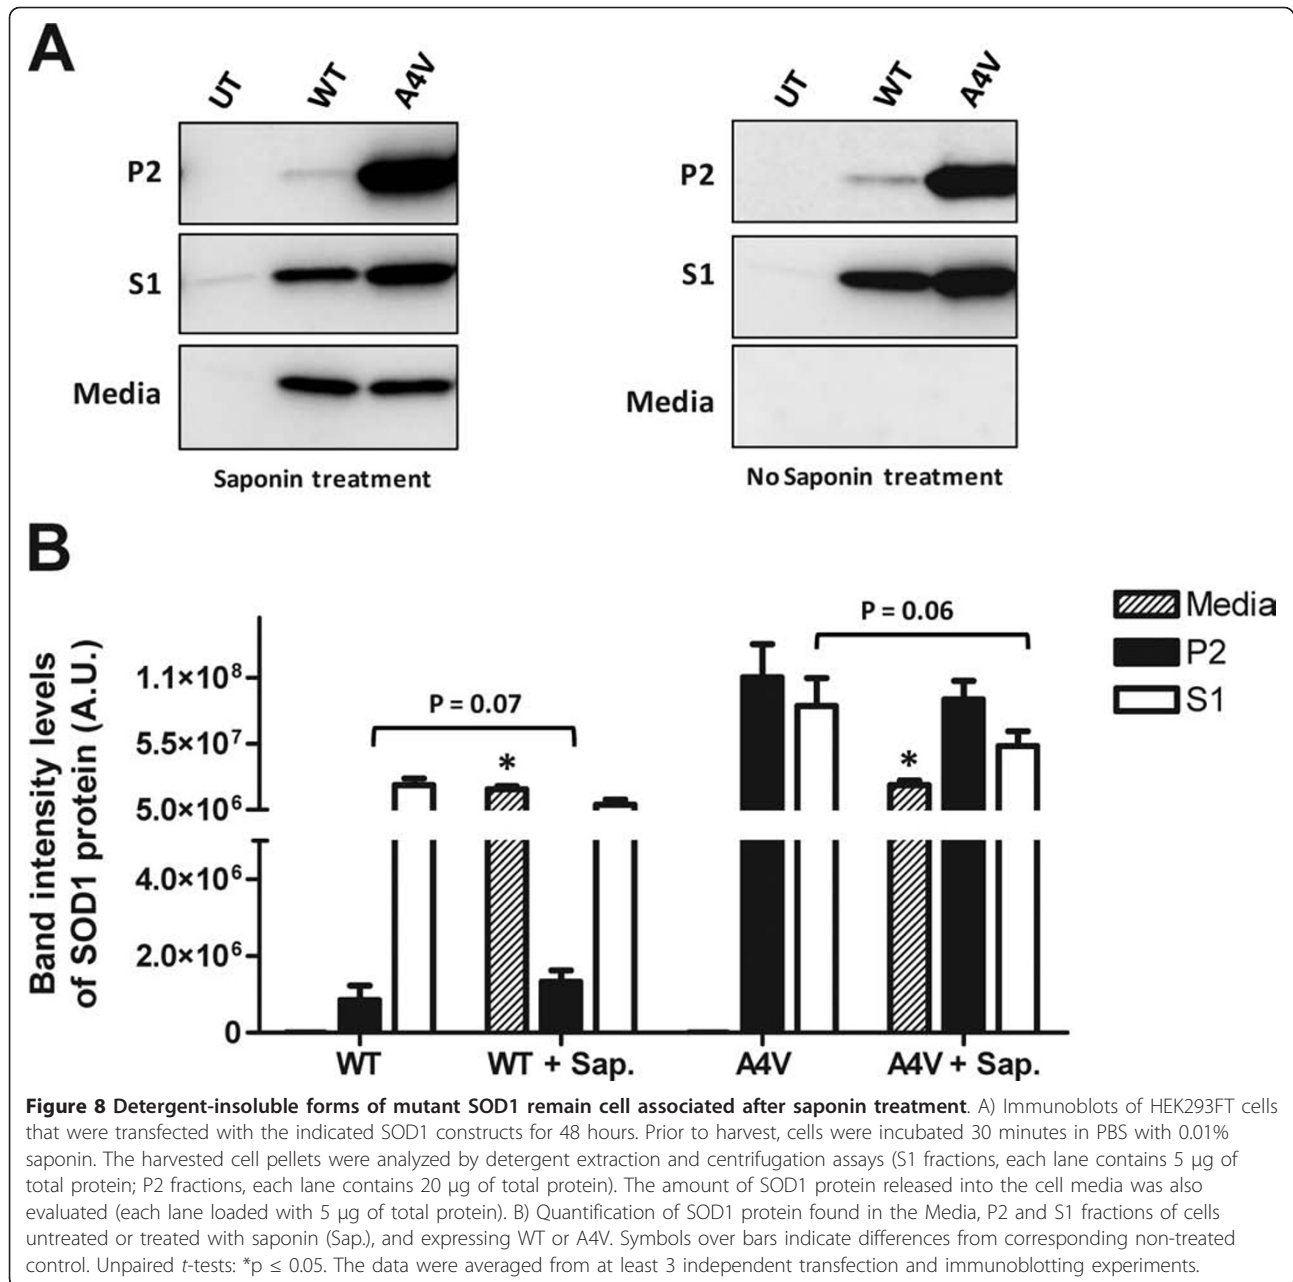 A
UT WT A4V
UT WT A4V
P2
S1
Media
Saponin treatment
P2
S1
Media
No Saponin treatment
B
Band intensity levels
of SOD1 protein (A.U.)
1.1×10⁸
5.5×10⁷
5.0×10⁶
4.0×10⁶
2.0×10⁶
0
P = 0.07
*
P = 0.06
*
Media
P2
S1
WT
WT + Sap.
A4V
A4V + Sap.
Figure 8 Detergent-insoluble forms of mutant SOD1 remain cell associated after saponin treatment. A) Immunoblots of HEK293FT cells
that were transfected with the indicated SOD1 constructs for 48 hours. Prior to harvest, cells were incubated 30 minutes in PBS with 0.01%
saponin. The harvested cell pellets were analyzed by detergent extraction and centrifugation assays (S1 fractions, each lane contains 5 μg of
total protein; P2 fractions, each lane contains 20 μg of total protein). The amount of SOD1 protein released into the cell media was also
evaluated (each lane loaded with 5 μg of total protein). B) Quantification of SOD1 protein found in the Media, P2 and S1 fractions of cells
untreated or treated with saponin (Sap.), and expressing WT or A4V. Symbols over bars indicate differences from corresponding non-treated
control. Unpaired t-tests: *p ≤ 0.05. The data were averaged from at least 3 independent transfection and immunoblotting experiments.